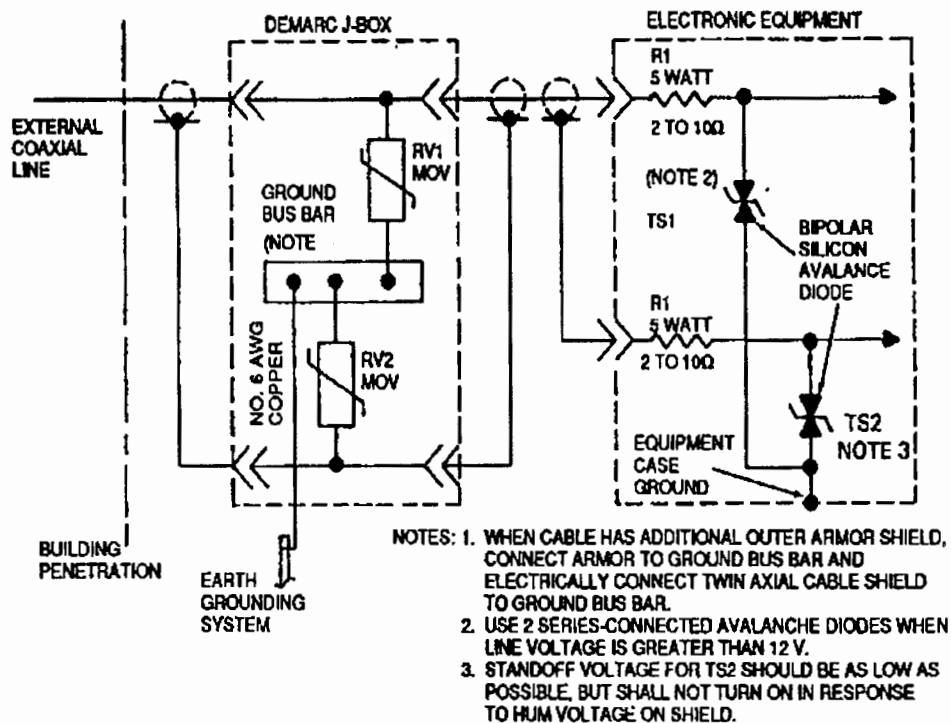 DEMARC J-BOX
ELECTRONIC EQUIPMENT
R1
5 WATT
2 TO 10Ω
EXTERNAL
COAXIAL
LINE
RV1
MOV
GROUND
BUS BAR
(NOTE
(NOTE 2)
TS1
BIPOLAR
SILICON
AVALANCE
DIODE
R1
5 WATT
2 TO 10Ω
NO. 6 AWG
COPPER
RV2
MOV
TS2
NOTE 3
EQUIPMENT
CASE
GROUND
BUILDING
PENETRATION
EARTH
GROUNDING
SYSTEM
NOTES: 1. WHEN CABLE HAS ADDITIONAL OUTER ARMOR SHIELD,
CONNECT ARMOR TO GROUND BUS BAR AND
ELECTRICALLY CONNECT TWIN AXIAL CABLE SHIELD
TO GROUND BUS BAR.
2. USE 2 SERIES-CONNECTED AVALANCHE DIODES WHEN
LINE VOLTAGE IS GREATER THAN 12 V.
3. STANDOFF VOLTAGE FOR TS2 SHOULD BE AS LOW AS
POSSIBLE, BUT SHALL NOT TURN ON IN RESPONSE
TO HUM VOLTAGE ON SHIELD.